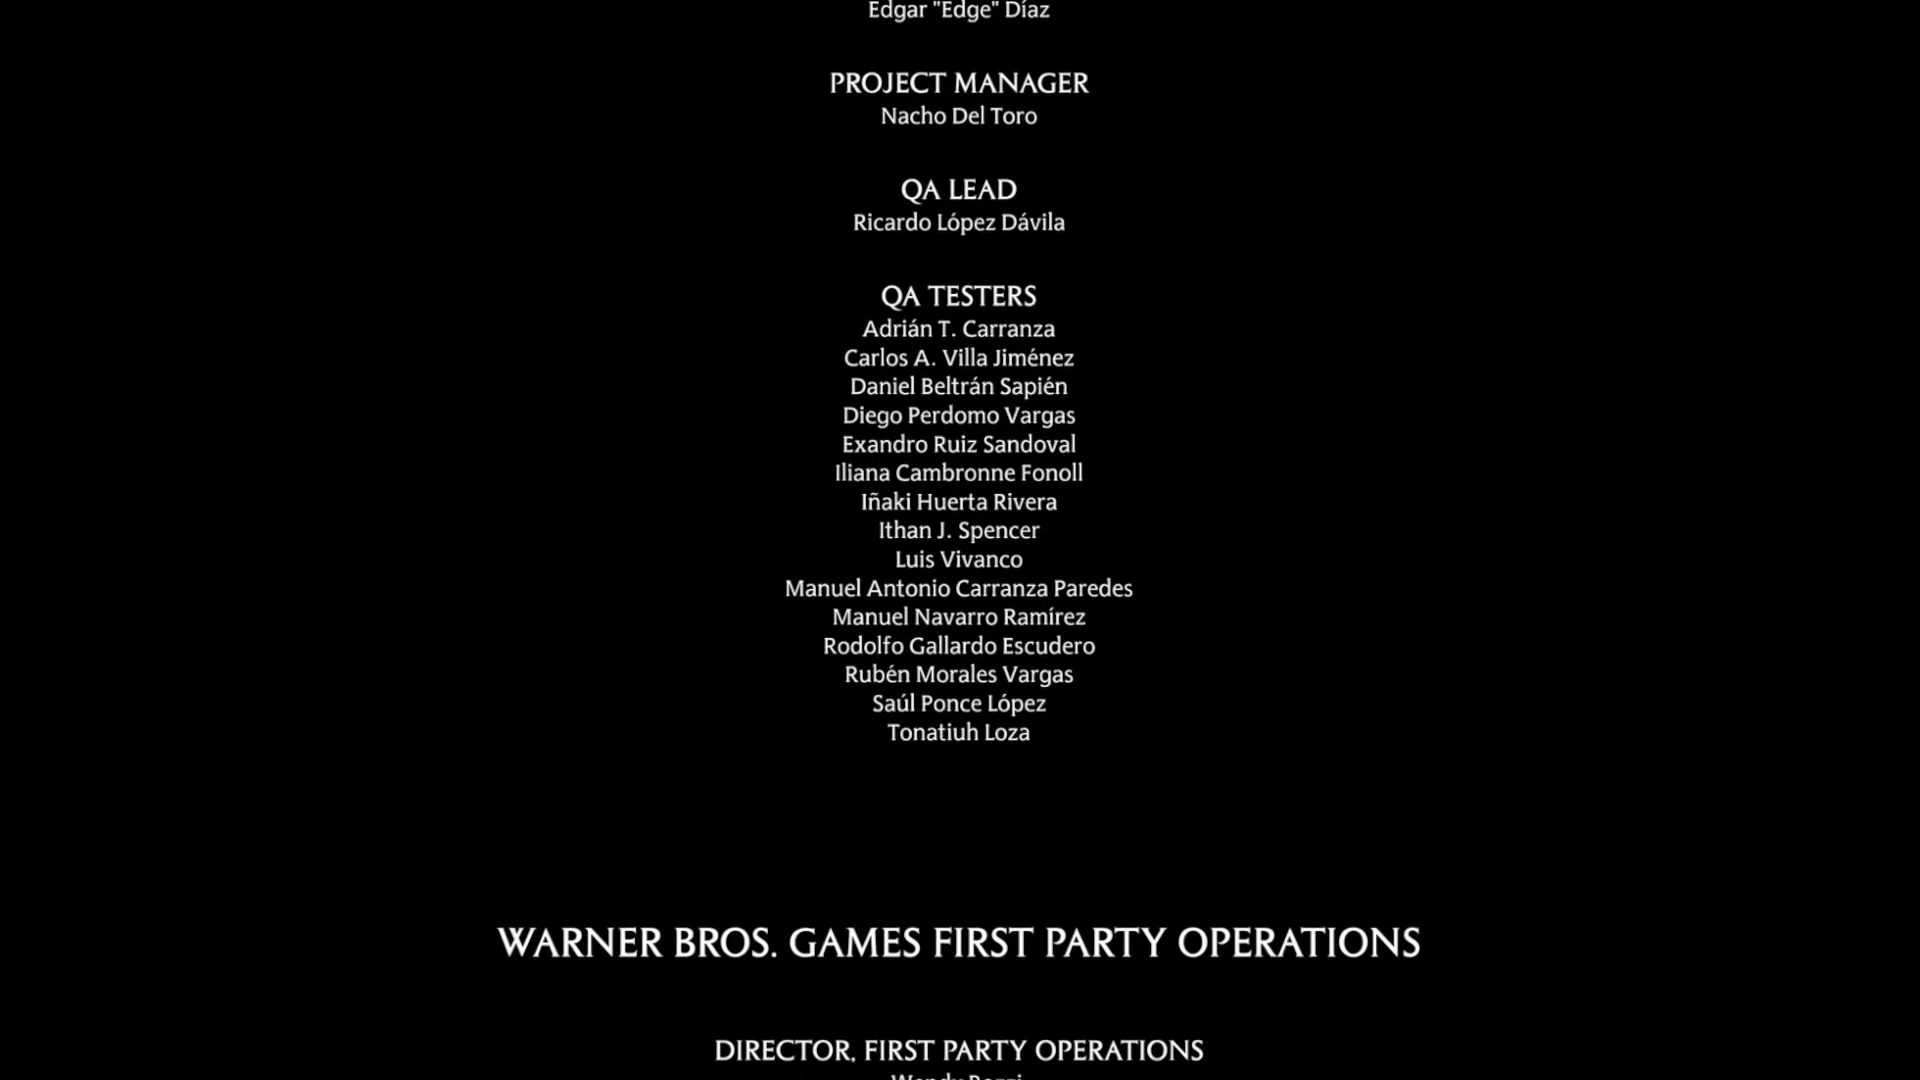 Edgar "Edge" Díaz
PROJECT MANAGER
Nacho Del Toro
QA LEAD
Ricardo López Dávila
QA TESTERS
Adrián T. Carranza
Carlos A. Villa Jiménez
Daniel Beltrán Sapién
Diego Perdomo Vargas
Exandro Ruiz Sandoval
Iliana Cambronne Fonoll
Iñaki Huerta Rivera
Ithan J. Spencer
Luis Vivanco
Manuel Antonio Carranza Paredes
Manuel Navarro Ramírez
Rodolfo Gallardo Escudero
Rubén Morales Vargas
Saúl Ponce López
Tonatiuh Loza
WARNER BROS. GAMES FIRST PARTY OPERATIONS
DIRECTOR, FIRST PARTY OPERATIONS